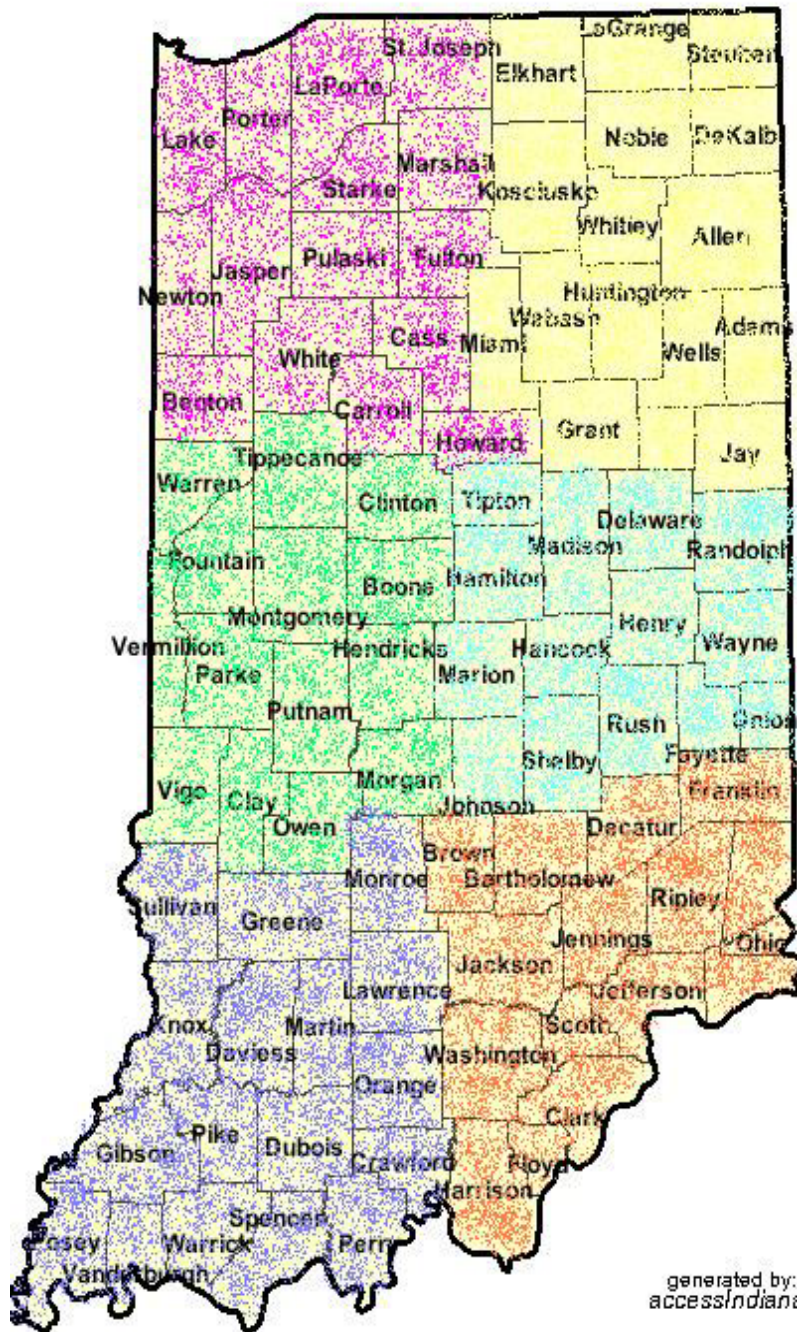 LaGrange
St. Joseph
Steuben
Elkhart
LaPorte
Porter
Lake
Noble
DeKalb
Marshall
Starke
Kosciusko
Whitley
Allen
Pulaski
Fulton
Jasper
Newton
Huntington
Wabash
Adams
Cass
Miami
White
Wells
Benton
Carroll
Grant
Howard
Jay
Tippecanoe
Warren
Clinton
Tipton
Delaware
Madison
Randolph
Fountain
Boone
Hamilton
Montgomery
Henry
Vermillion
Hendricks
Hancock
Wayne
Parke
Marion
Putnam
Rush
Union
Shelby
Fayette
Vigo
Clay
Morgan
Franklin
Johnson
Owen
Decatur
Brown
Monroe
Bartholomew
Ripley
Sullivan
Greene
Jennings
Ohio
Jackson
Lawrence
Jefferson
Knox
Martin
Scott
Daviess
Washington
Orange
Clark
Pike
Gibson
Dubois
Crawford
Floyd
Harrison
Spencer
Posey
Warrick
Perry
Vanderburgh
generated by:
accessIndiana